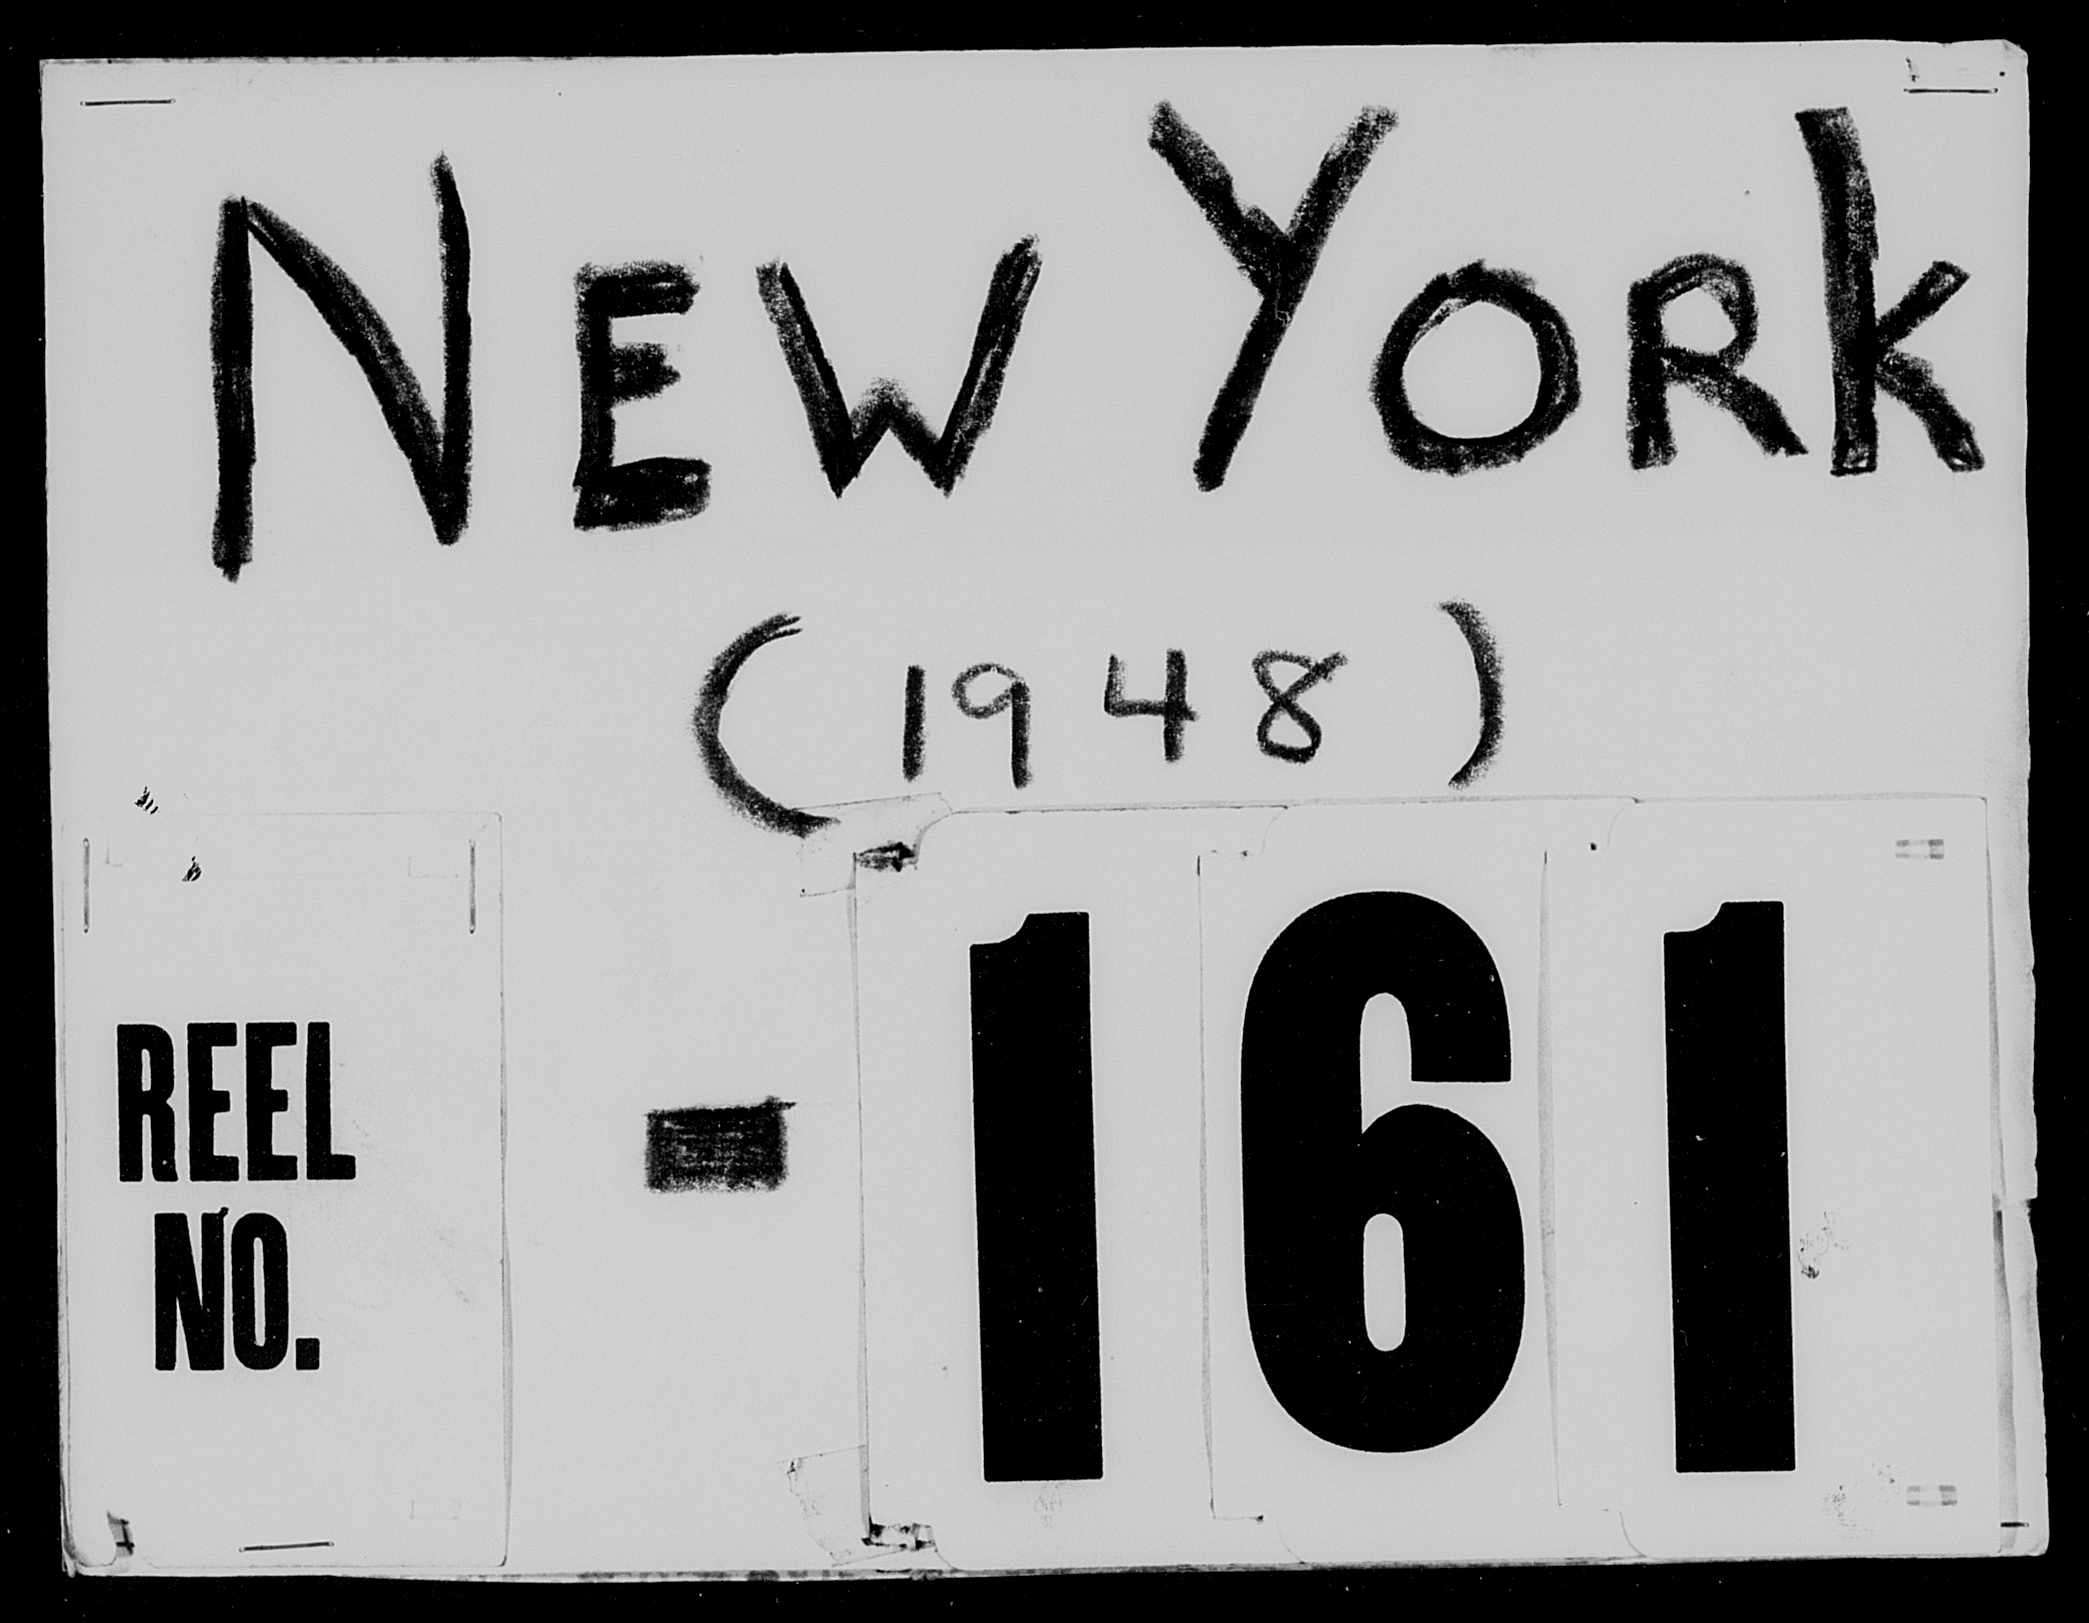 NEW YORK
(1948)
REEL
NO.
- 161